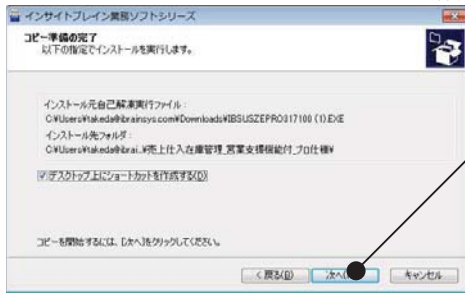 インサイトブレイン業務ソフトシリーズ
コピー準備の完了
以下の指定でインストールを実行します。
インストール元自己解凍実行ファイル：
C:¥Users¥takeda@ibrainsys.com¥Downloads¥IBSUSZEPRO317100 (1).EXE
インストール先フォルダ：
C:¥Users¥takeda@ibrai..¥売上仕入在庫管理_営業支援機能付_プロ仕様¥
デスクトップ上にショートカットを作成する(D)
コピーを開始するには、[次へ]をクリックしてください。
< 戻る(B)
次へ(
キャンセル